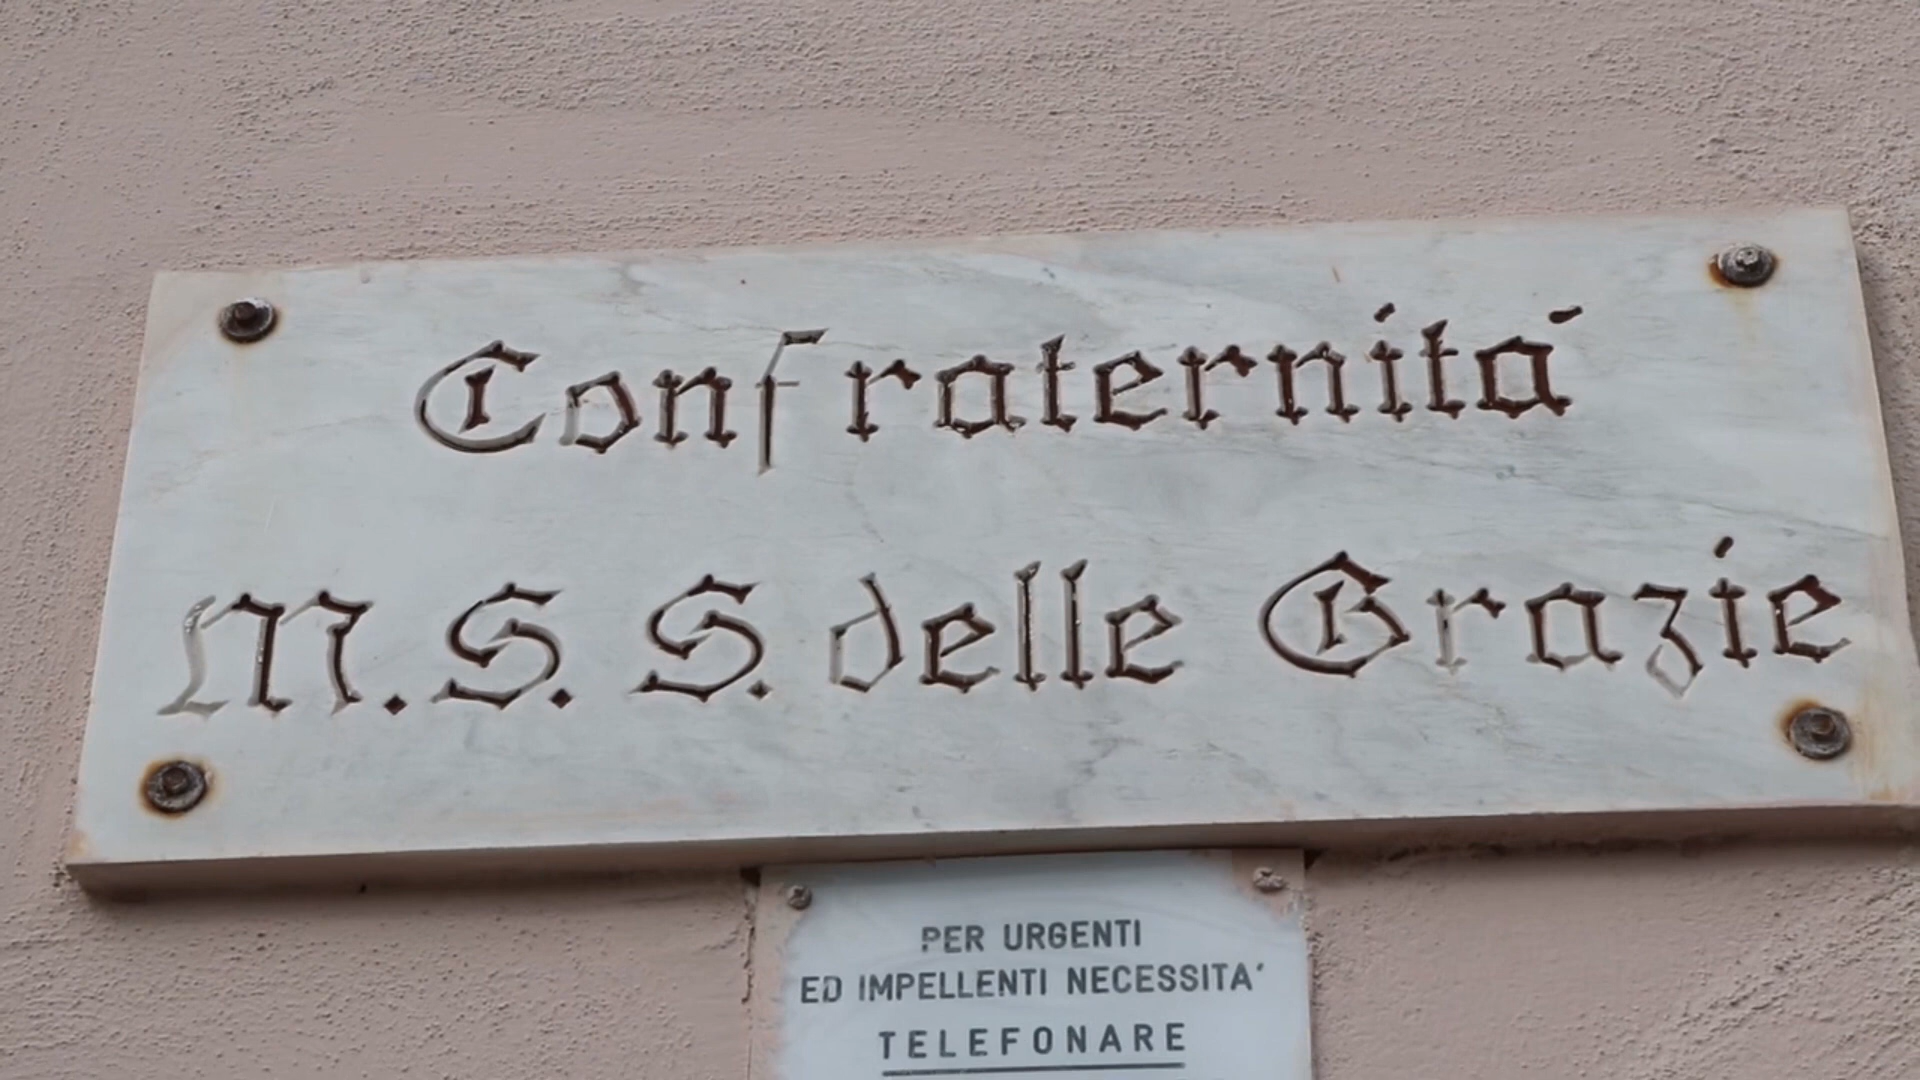 Confraternitá
M.S.S. delle Grazie
PER URGENTI
ED IMPELLENTI NECESSITA'
TELEFONARE